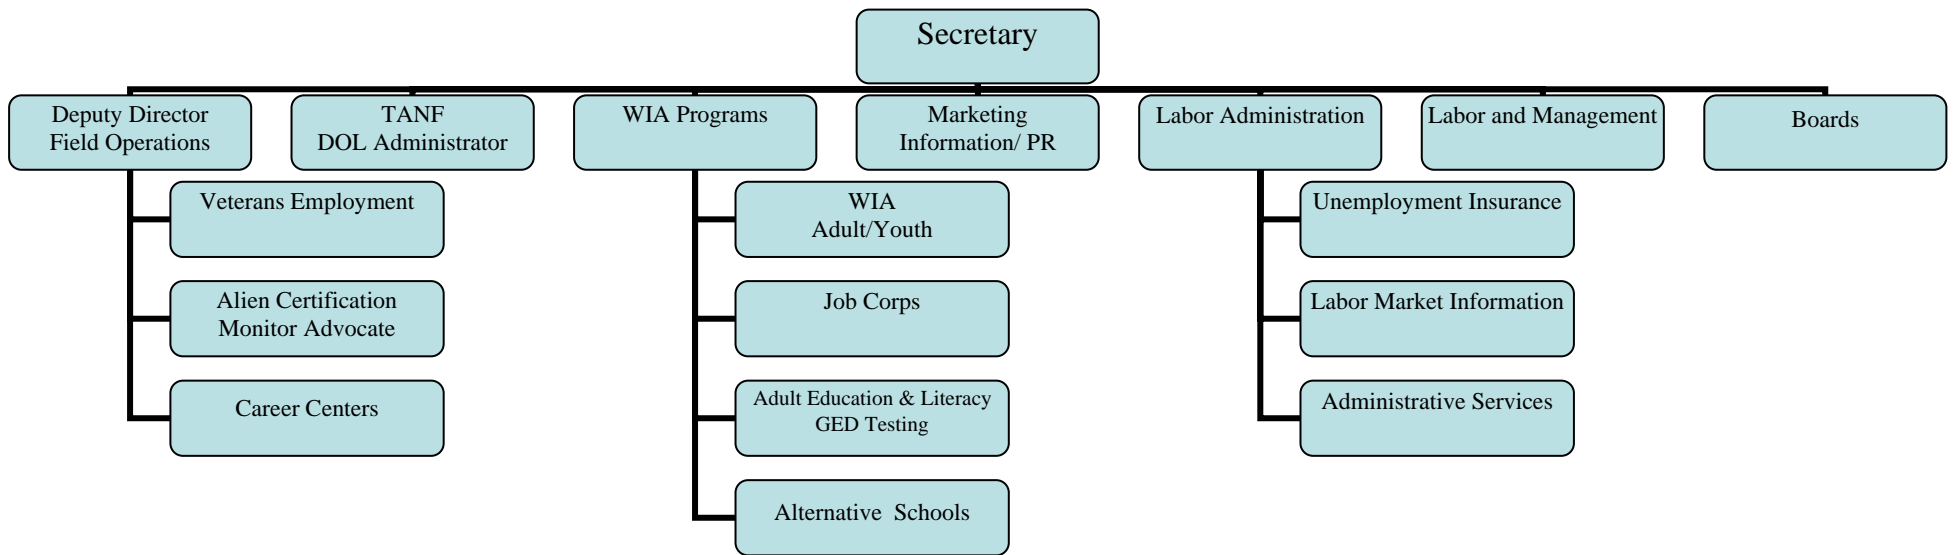 Secretary
Deputy Director
Field Operations
TANF
DOL Administrator
WIA Programs
Marketing
Information/ PR
Labor Administration
Labor and Management
Boards
Veterans Employment
Alien Certification
Monitor Advocate
Career Centers
WIA
Adult/Youth
Job Corps
Adult Education & Literacy
GED Testing
Alternative  Schools
Unemployment Insurance
Labor Market Information
Administrative Services